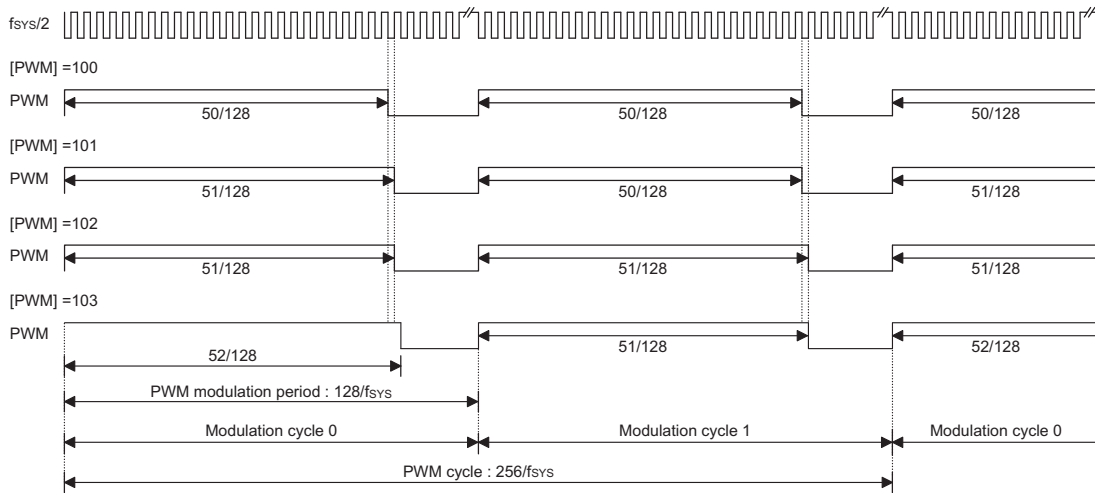 fSYS/2
[PWM] =100
PWM
50/128 50/128 50/128
[PWM] =101
PWM
51/128 50/128 51/128
[PWM] =102
PWM
51/128 51/128 51/128
[PWM] =103
PWM
52/128 51/128 52/128
PWM modulation period : 128/fSYS
Modulation cycle 0 Modulation cycle 1 Modulation cycle 0
PWM cycle : 256/fSYS